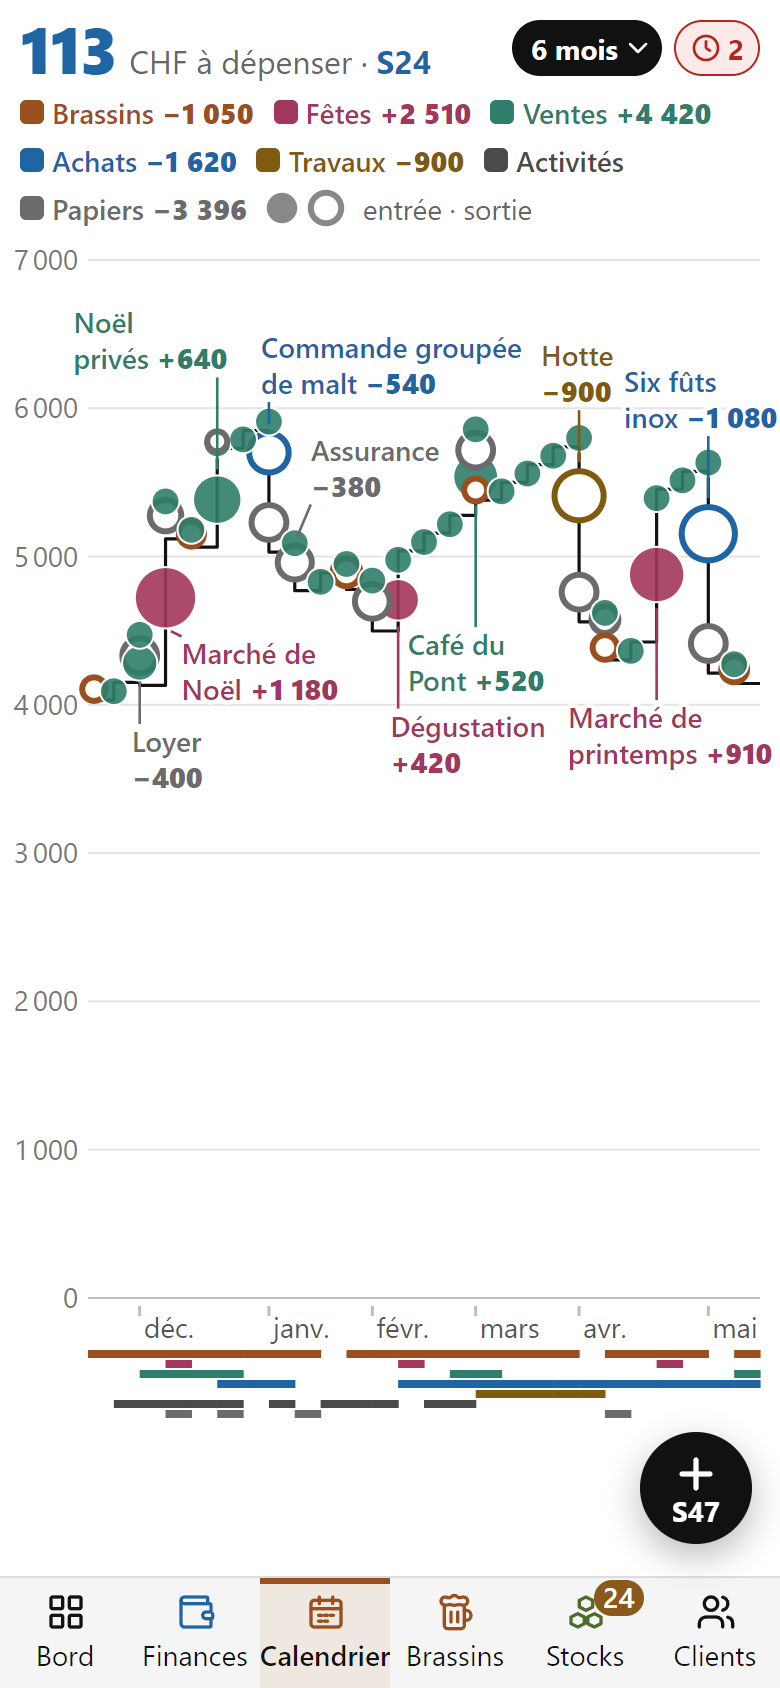 113 CHF à dépenser · S24
6 mois
2
Brassins −1 050 Fêtes +2 510 Ventes +4 420
Achats −1 620 Travaux −900 Activités
Papiers −3 396 entrée · sortie
7 000
6 000
5 000
4 000
3 000
2 000
1 000
0
Noël
privés +640
Commande groupée
de malt −540
Hotte
−900
Six fûts
inox −1 080
Assurance
−380
Marché de
Noël +1 180
Loyer
−400
Café du
Pont +520
Dégustation
+420
Marché de
printemps +910
déc. janv. févr. mars avr. mai
+
S47
24
Bord Finances Calendrier Brassins Stocks Clients